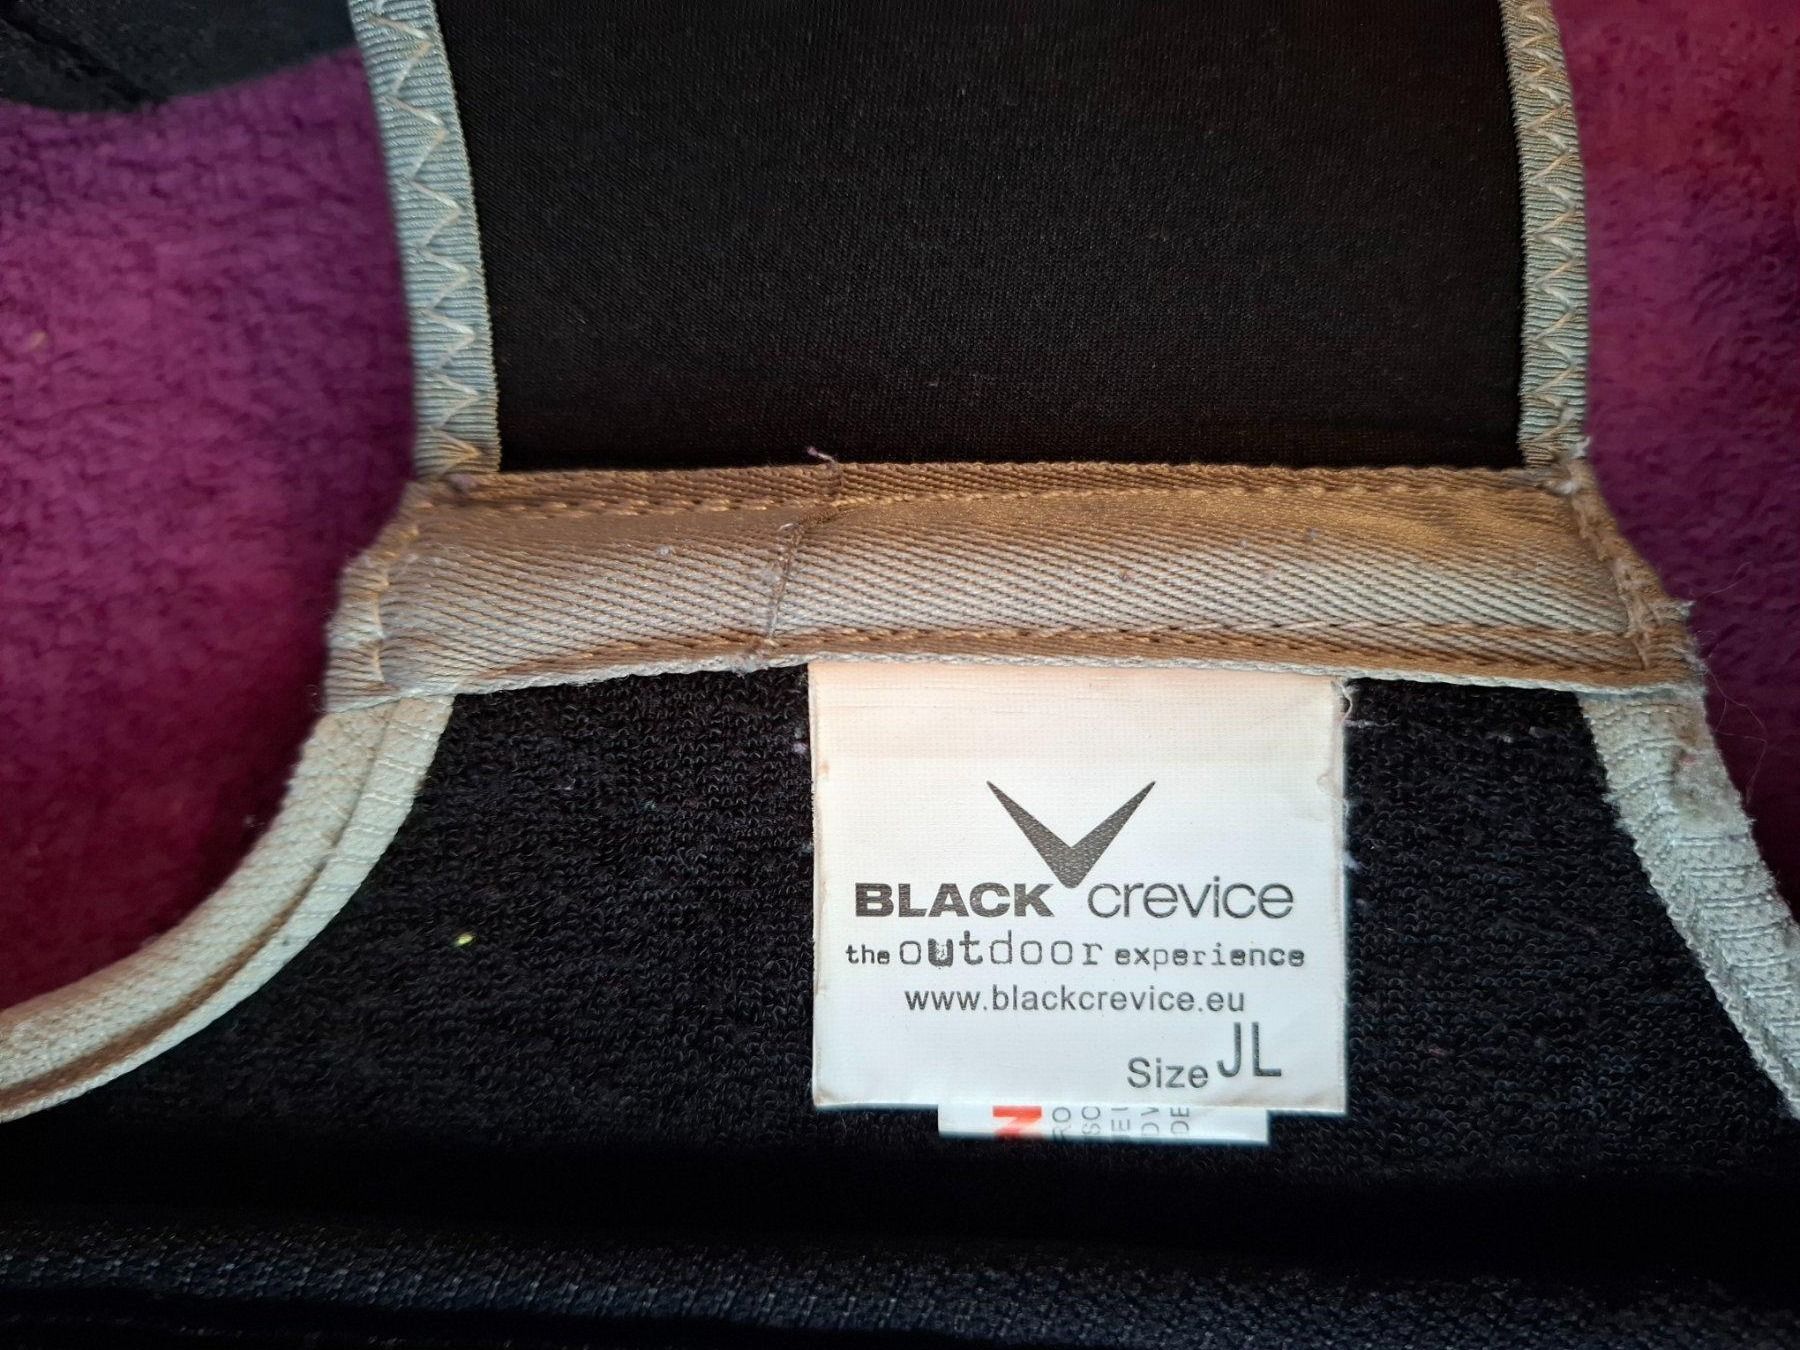 BLACK crevice
the outdoor experience
www.blackcrevice.eu
Size JL